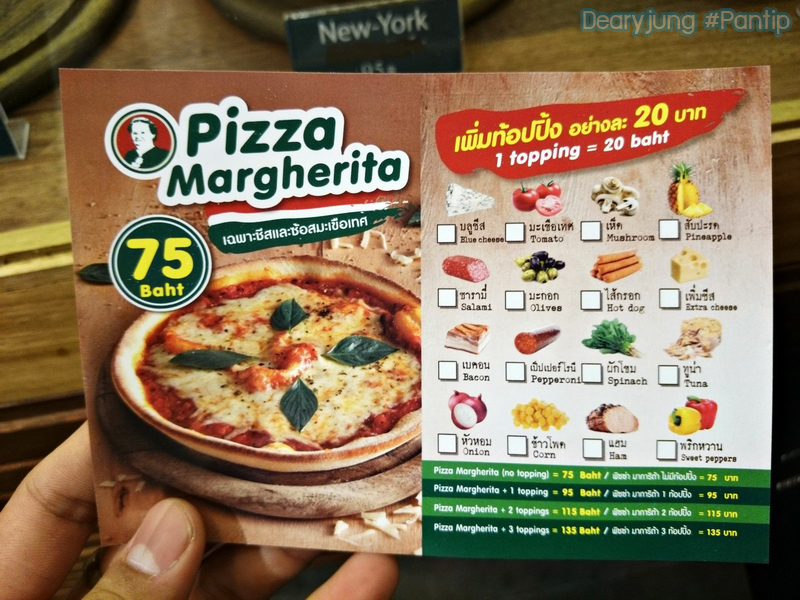 Dearyjung #Pantip
New-York
Pizza
Margherita
เฉพาะชีสและซ้อสมะเขือเทศ
75
Baht
เพิ่มท้อปปิ้ง อย่างละ 20 บาท
1 topping = 20 baht
บลูชีส
Blue cheese
มะเขือเทศ
Tomato
เห็ด
Mushroom
สับปะรด
Pineapple
ซารามี่
Salami
มะกอก
Olives
ไส้กรอก
Hot dog
เพิ่มชีส
Extra cheese
เบคอน
Bacon
เป็ปเปอร์โรนี
Pepperoni
ผักโขม
Spinach
ทูน่า
Tuna
หัวหอม
Onion
ข้าวโพด
Corn
แฮม
Ham
พริกหวาน
Sweet peppers
Pizza Margherita (no topping) = 75 Baht / พิซซ่า มาการิต้า ไม่มีท้อปปิ้ง = 75 บาท
Pizza Margherita + 1 topping = 95 Baht / พิซซ่า มาการิต้า 1 ท้อปปิ้ง = 95 บาท
Pizza Margherita + 2 toppings = 115 Baht / พิซซ่า มาการิต้า 2 ท้อปปิ้ง = 115 บาท
Pizza Margherita + 3 toppings = 135 Baht / พิซซ่า มาการิต้า 3 ท้อปปิ้ง = 135 บาท